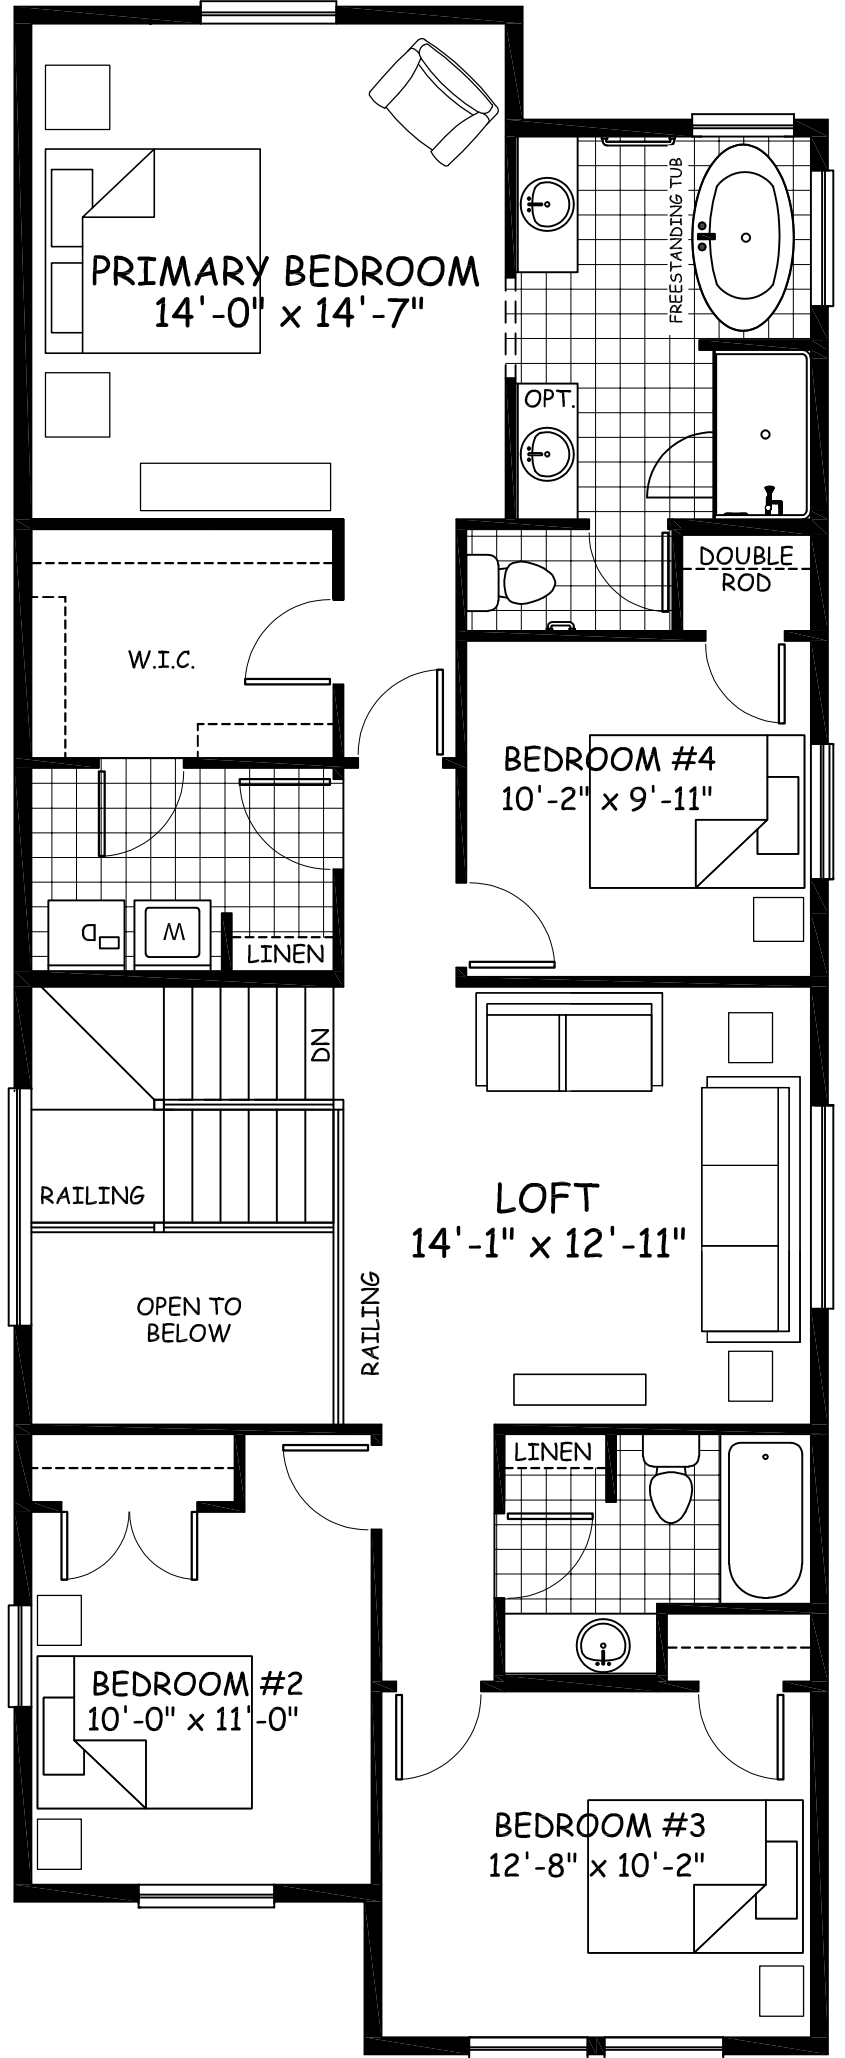 FREESTANDING TUB
PRIMARY BEDROOM
14'-0" x 14'-7"
OPT.
DOUBLE
ROD
W.I.C.
BEDROOM #4
10'-2" x 9'-11"
D
W
LINEN
DN
RAILING
LOFT
14'-1" x 12'-11"
OPEN TO
BELOW
RAILING
LINEN
BEDROOM #2
10'-0" x 11'-0"
BEDROOM #3
12'-8" x 10'-2"